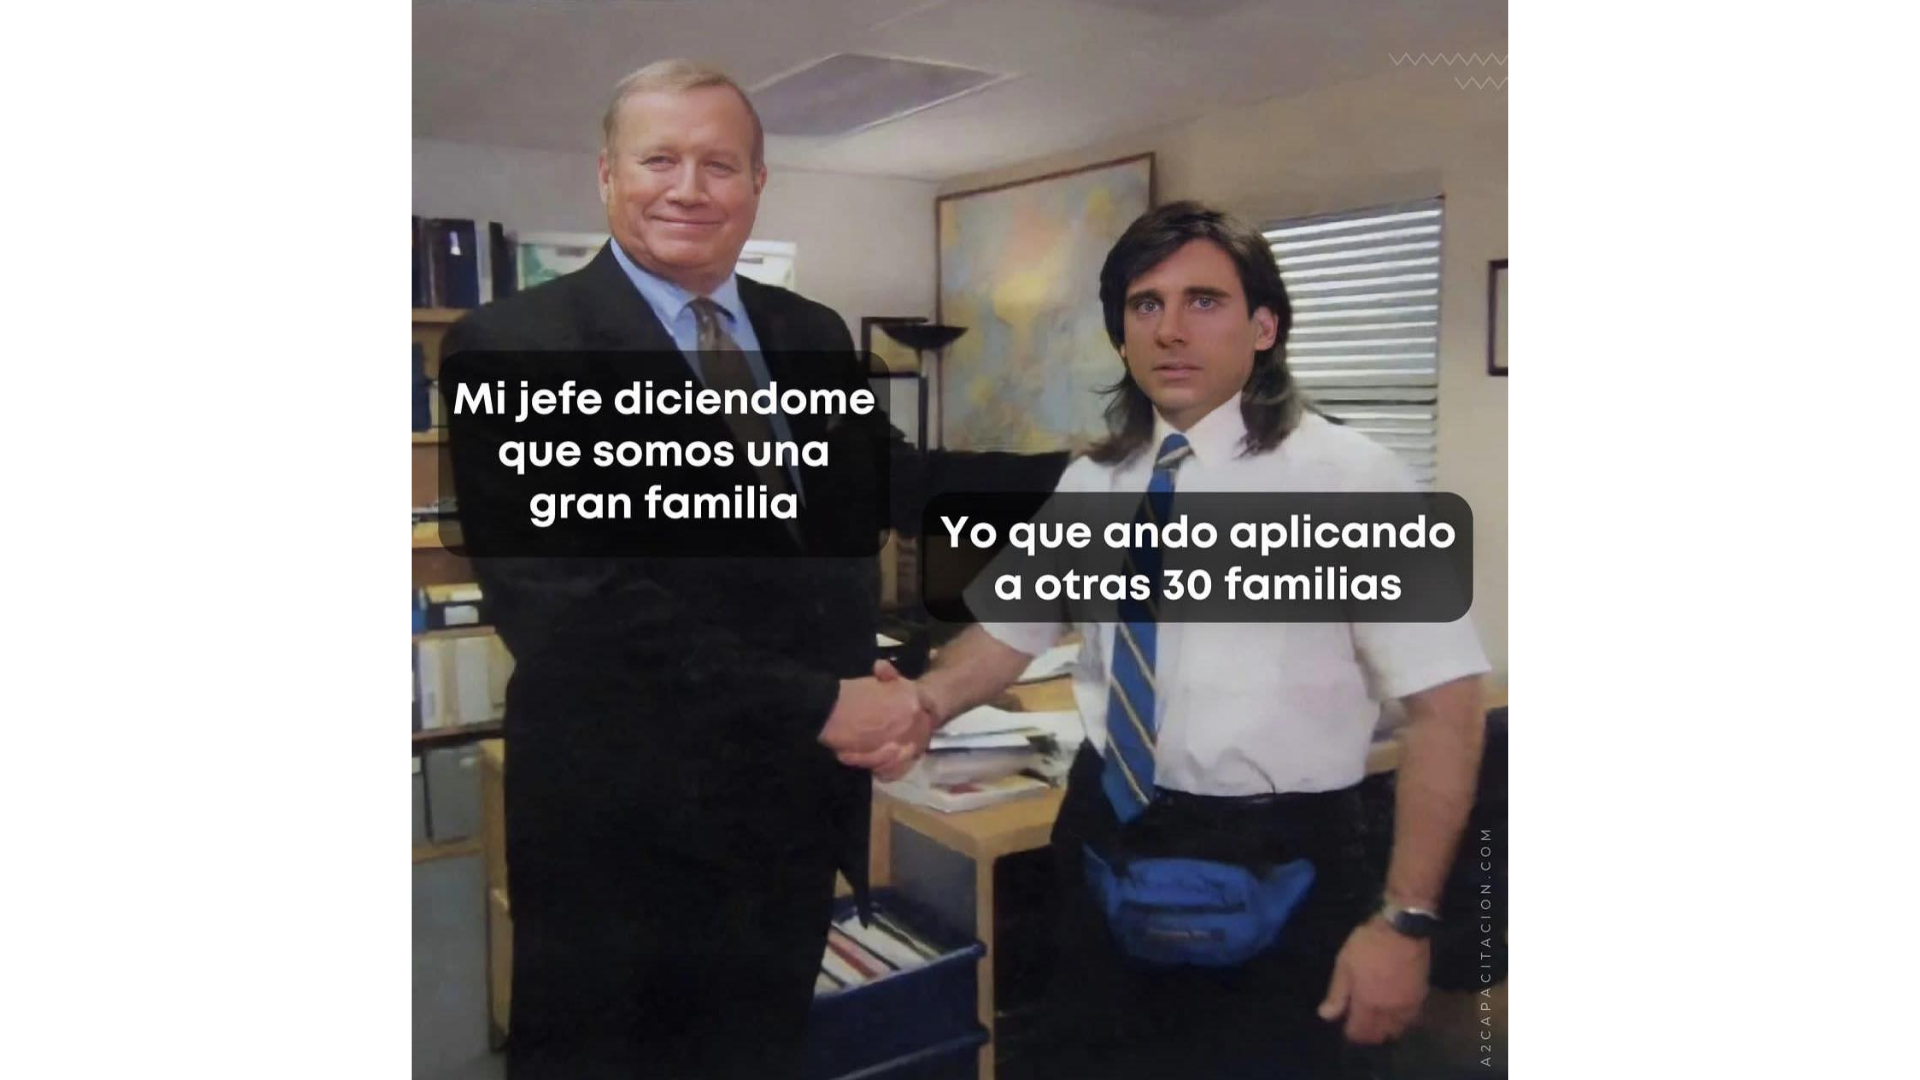 Mi jefe diciendome
que somos una
gran familia
Yo que ando aplicando
a otras 30 familias
A2CAPACITACION.COM